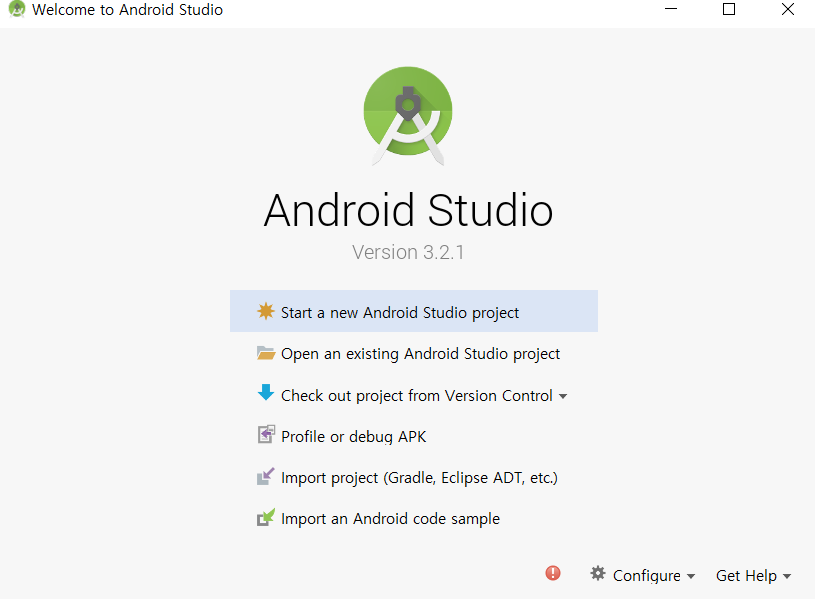 Welcome to Android Studio
Android Studio
Version 3.2.1
Start a new Android Studio project
Open an existing Android Studio project
Check out project from Version Control
Profile or debug APK
Import project (Gradle, Eclipse ADT, etc.)
Import an Android code sample
Configure Get Help